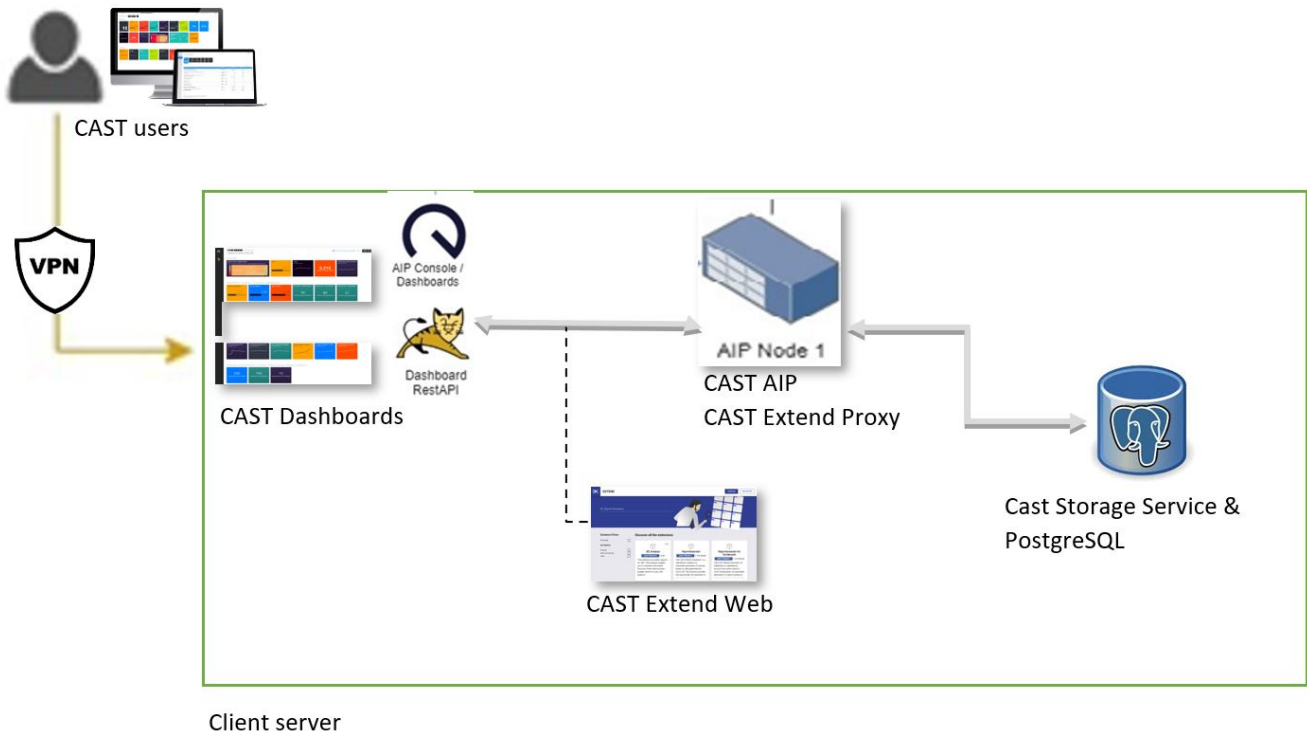 CAST users
VPN
AIP Console /
Dashboards
Dashboard
RestAPI
CAST Dashboards
AIP Node 1
CAST AIP
CAST Extend Proxy
Cast Storage Service &
PostgreSQL
EXTEND
CAST Extend Web
Client server